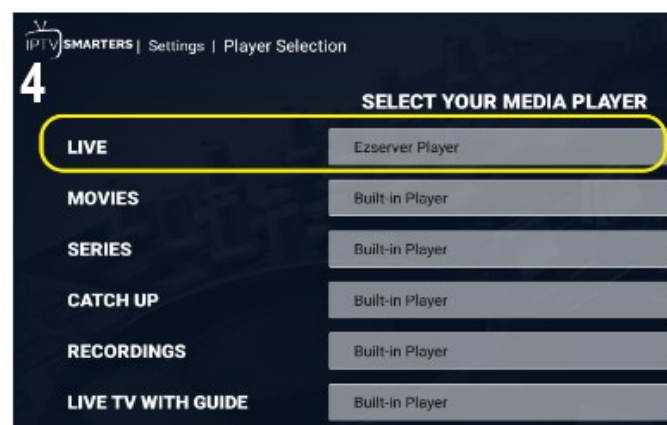 IPTV SMARTERS | Settings | Player Selection
4
SELECT YOUR MEDIA PLAYER
LIVE Ezserver Player
MOVIES Built-in Player
SERIES Built-in Player
CATCH UP Built-in Player
RECORDINGS Built-in Player
LIVE TV WITH GUIDE Built-in Player